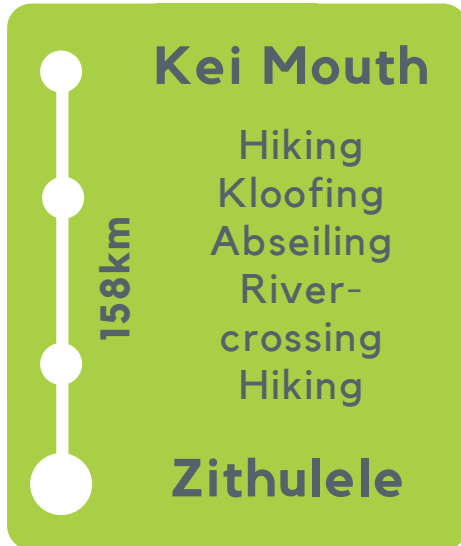 Kei Mouth
Hiking
Kloofing
Abseiling
River-
crossing
Hiking
158km
Zithulele